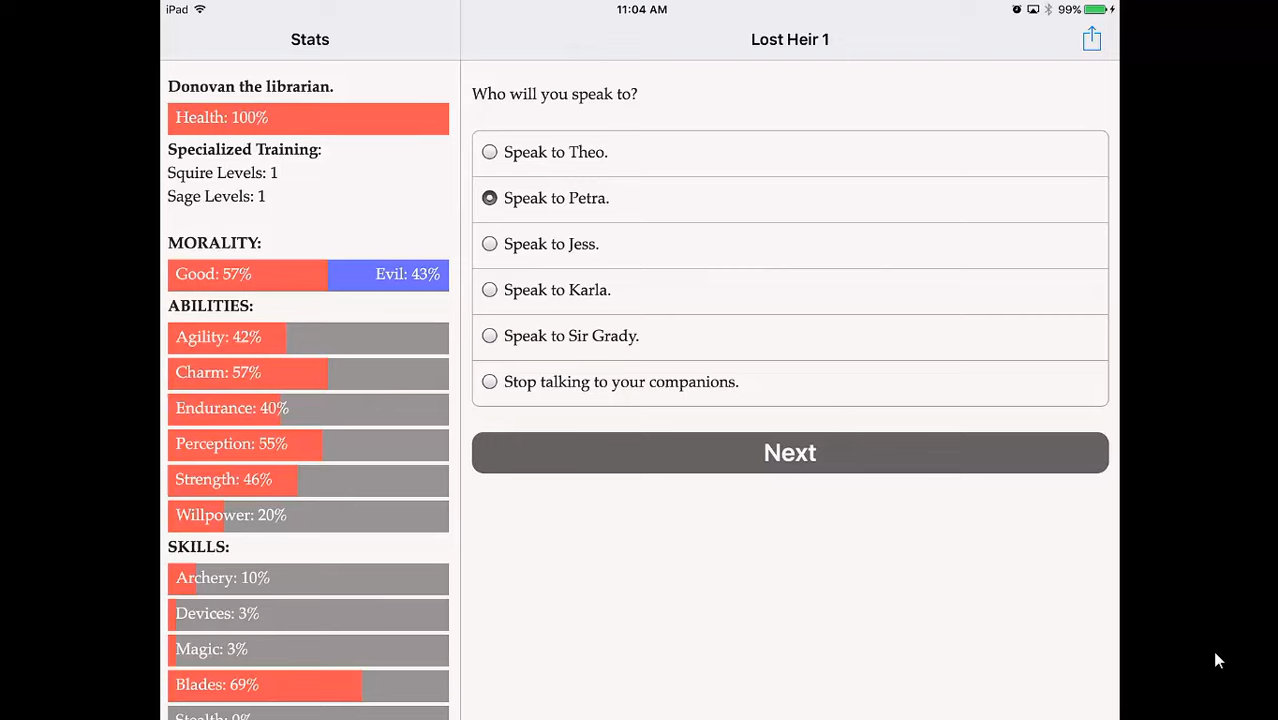 iPad 11:04 AM 99%
Stats
Lost Heir 1
Donovan the librarian.
Health: 100%
Specialized Training:
Squire Levels: 1
Sage Levels: 1
MORALITY:
Good: 57% Evil: 43%
ABILITIES:
Agility: 42%
Charm: 57%
Endurance: 40%
Perception: 55%
Strength: 46%
Willpower: 20%
SKILLS:
Archery: 10%
Devices: 3%
Magic: 3%
Blades: 69%
Stealth: 0%
Who will you speak to?
Speak to Theo.
Speak to Petra.
Speak to Jess.
Speak to Karla.
Speak to Sir Grady.
Stop talking to your companions.
Next